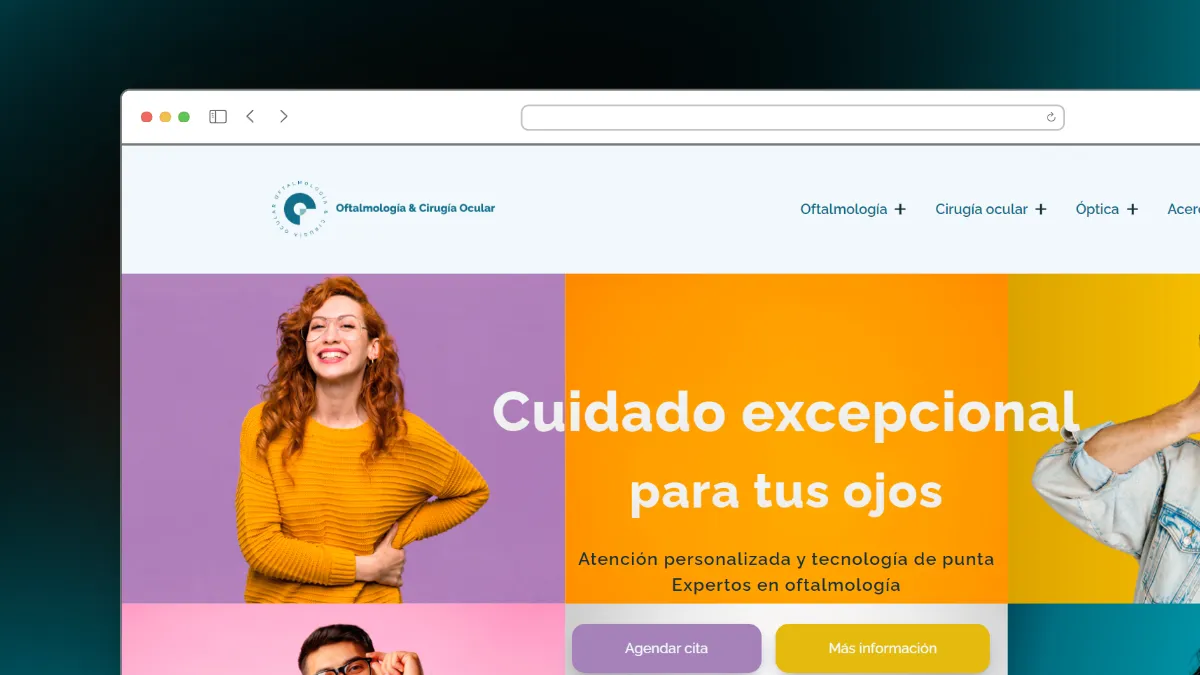 OFTALMOLOGÍA & CIRUGÍA OCULAR
Oftalmología & Cirugía Ocular
Oftalmología +
Cirugía ocular +
Óptica +
Acer
Cuidado excepcional
para tus ojos
Atención personalizada y tecnología de punta
Expertos en oftalmología
Agendar cita
Más información